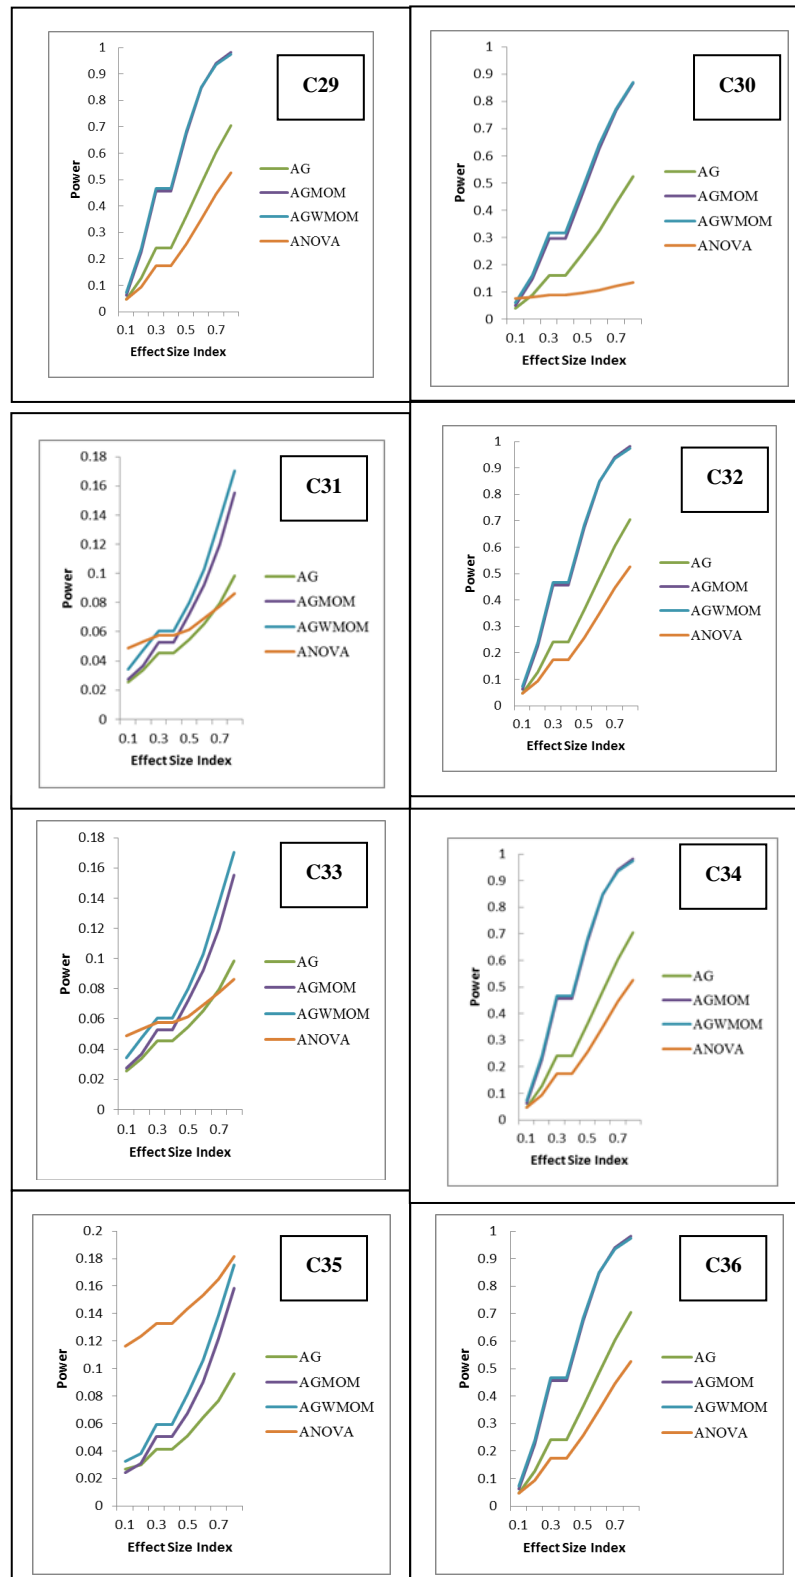 C29
1
0.9
0.8
0.7
0.6
0.5
0.4
0.3
0.2
0.1
0
Power
0.1 0.3 0.5 0.7
Effect Size Index
AG
AGMOM
AGWMOM
ANOVA
C30
1
0.9
0.8
0.7
0.6
0.5
0.4
0.3
0.2
0.1
0
Power
0.1 0.3 0.5 0.7
Effect Size Index
AG
AGMOM
AGWMOM
ANOVA
C31
0.18
0.16
0.14
0.12
0.1
0.08
0.06
0.04
0.02
0
Power
0.1 0.3 0.5 0.7
Effect Size Index
AG
AGMOM
AGWMOM
ANOVA
C32
1
0.9
0.8
0.7
0.6
0.5
0.4
0.3
0.2
0.1
0
Power
0.1 0.3 0.5 0.7
Effect Size Index
AG
AGMOM
AGWMOM
ANOVA
C33
0.18
0.16
0.14
0.12
0.1
0.08
0.06
0.04
0.02
0
Power
0.1 0.3 0.5 0.7
Effect Size Index
AG
AGMOM
AGWMOM
ANOVA
C34
1
0.9
0.8
0.7
0.6
0.5
0.4
0.3
0.2
0.1
0
Power
0.1 0.3 0.5 0.7
Effect Size Index
AG
AGMOM
AGWMOM
ANOVA
C35
0.2
0.18
0.16
0.14
0.12
0.1
0.08
0.06
0.04
0.02
0
Power
0.1 0.3 0.5 0.7
Effect Size Index
AG
AGMOM
AGWMOM
ANOVA
C36
1
0.9
0.8
0.7
0.6
0.5
0.4
0.3
0.2
0.1
0
Power
0.1 0.3 0.5 0.7
Effect Size Index
AG
AGMOM
AGWMOM
ANOVA